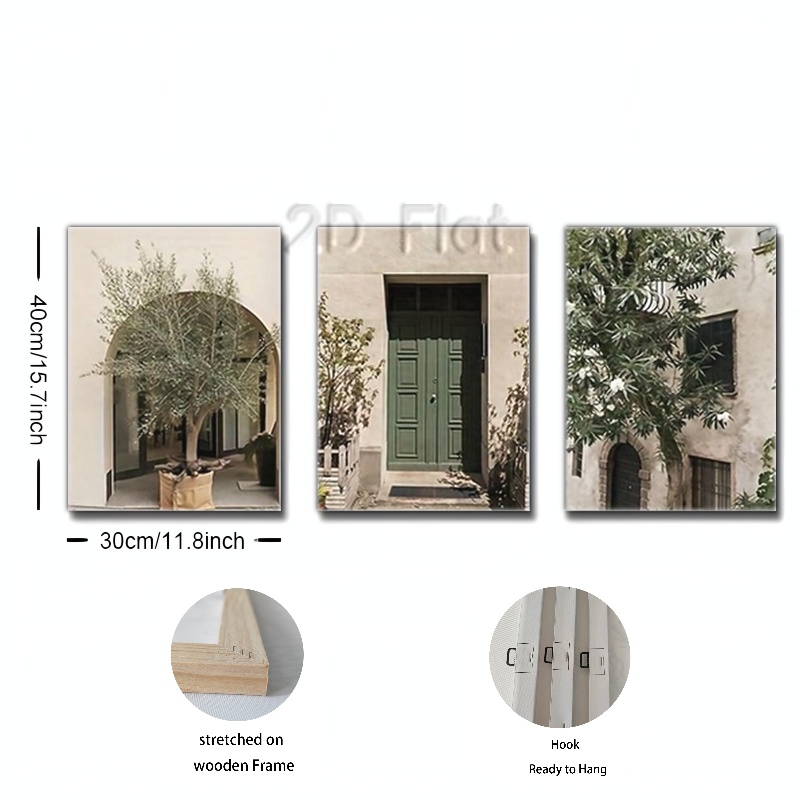 2D Flat.
40cm/15.7inch
30cm/11.8inch
stretched on
wooden Frame
Hook
Ready to Hang